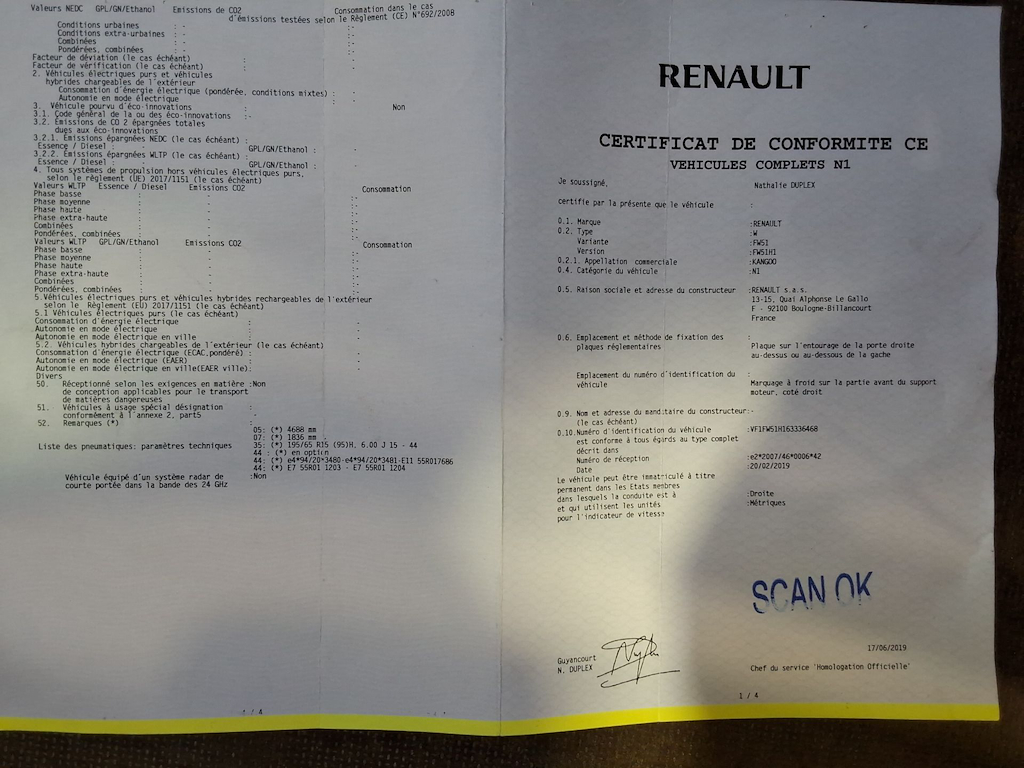 Valeurs NEDC GPL/GN/Ethanol Emissions de CO2 Consommation dans le cas
d'émissions testées selon le Règlement (CE) N°692/2008
Conditions urbaines : -
Conditions extra-urbaines : -
Combinées : -
Pondérées, combinées : -
Facteur de déviation (le cas échéant) :
Facteur de vérification (le cas échéant) :
2. Véhicules électriques purs et véhicules
hybrides chargeables de l'extérieur
Consommation d'énergie électrique (pondérée, conditions mixtes) : -
Autonomie en mode électrique -
3. Véhicule pourvu d'éco-innovations : Non
3.1. Code général de la ou des éco-innovations :-
3.2. Emissions de CO 2 épargnées totales
dues aux éco-innovations
3.2.1. Emissions épargnées NEDC (le cas échéant) :
Essence / Diesel : - GPL/GN/Ethanol : -
3.2.2. Emissions épargnées WLTP (le cas échéant) :
Essence / Diesel : - GPL/GN/Ethanol : -
4. Tous systèmes de propulsion hors véhicules électriques purs,
selon le règlement (UE) 2017/1151 (le cas échéant)
Valeurs WLTP Essence / Diesel Emissions CO2 Consommation
Phase basse : - :-
Phase moyenne : - :-
Phase haute : - :-
Phase extra-haute : - :-
Combinées : - :-
Pondérées, combinées : - :-
Valeurs WLTP GPL/GN/Ethanol Emissions CO2 Consommation
Phase basse : - :-
Phase moyenne : - :-
Phase haute : - :-
Phase extra-haute : - :-
Combinées : - :-
Pondérées, combinées : - :-
5.Véhicules électriques purs et véhicules hybrides rechargeables de l'extérieur
selon le Règlement (EU) 2017/1151 (le cas échéant)
5.1 Véhicules électriques purs (le cas échéant)
Consommation d'énergie électrique : -
Autonomie en mode électrique : -
Autonomie en mode électrique en ville : -
5.2. Véhicules hybrides chargeables de l'extérieur (le cas échéant)
Consommation d'énergie électrique (ECAC,pondéré) : -
Autonomie en mode électrique (EAER) : -
Autonomie en mode électrique en ville(EAER ville): -
Divers
50. Réceptionné selon les exigences en matière :Non
de conception applicables pour le transport
de matières dangereuses
51. Véhicules à usage spécial désignation :
conformément à l'annexe 2, part5 -
52. Remarques (*) :
05: (*) 4688 mm
07: (*) 1836 mm
Liste des pneumatiques: paramètres techniques 35: (*) 195/65 R15 (95)H, 6.00 J 15 - 44
44 : (*) en option
44: (*) e4*94/20*3480-e4*94/20*3481-E11 55R017686
44: (*) E7 55R01 1203 - E7 55R01 1204
Véhicule équipé d'un système radar de :Non
courte portée dans la bande des 24 GHz
RENAULT
CERTIFICAT DE CONFORMITE CE
VEHICULES COMPLETS N1
Je soussigné, Nathalie DUPLEX
certifie par la présente que le véhicule :
0.1. Marque :RENAULT
0.2. Type :W
Variante :FW51
Version :FW51H1
0.2.1. Appellation commerciale :KANGOO
0.4. Catégorie du véhicule :N1
0.5. Raison sociale et adresse du constructeur :RENAULT s.a.s.
13-15, Quai Alphonse Le Gallo
F - 92100 Boulogne-Billancourt
France
0.6. Emplacement et méthode de fixation des :
plaques réglementaires Plaque sur l'entourage de la porte droite
au-dessus ou au-dessous de la gache
Emplacement du numéro d'identification du :
véhicule Marquage à froid sur la partie avant du support
moteur, coté droit
0.9. Nom et adresse du mandataire du constructeur:-
(le cas échéant)
0.10.Numéro d'identification du véhicule :VF1FW51H163336468
est conforme à tous égards au type complet
décrit dans
Numéro de réception :e2*2007/46*0006*42
Date :20/02/2019
Le véhicule peut être immatriculé à titre
permanent dans les Etats membres
dans lesquels la conduite est à :Droite
et qui utilisent les unités :Métriques
pour l'indicateur de vitesse
SCAN OK
17/06/2019
Guyancourt
N. DUPLEX
Chef du service 'Homologation Officielle'
1 / 4